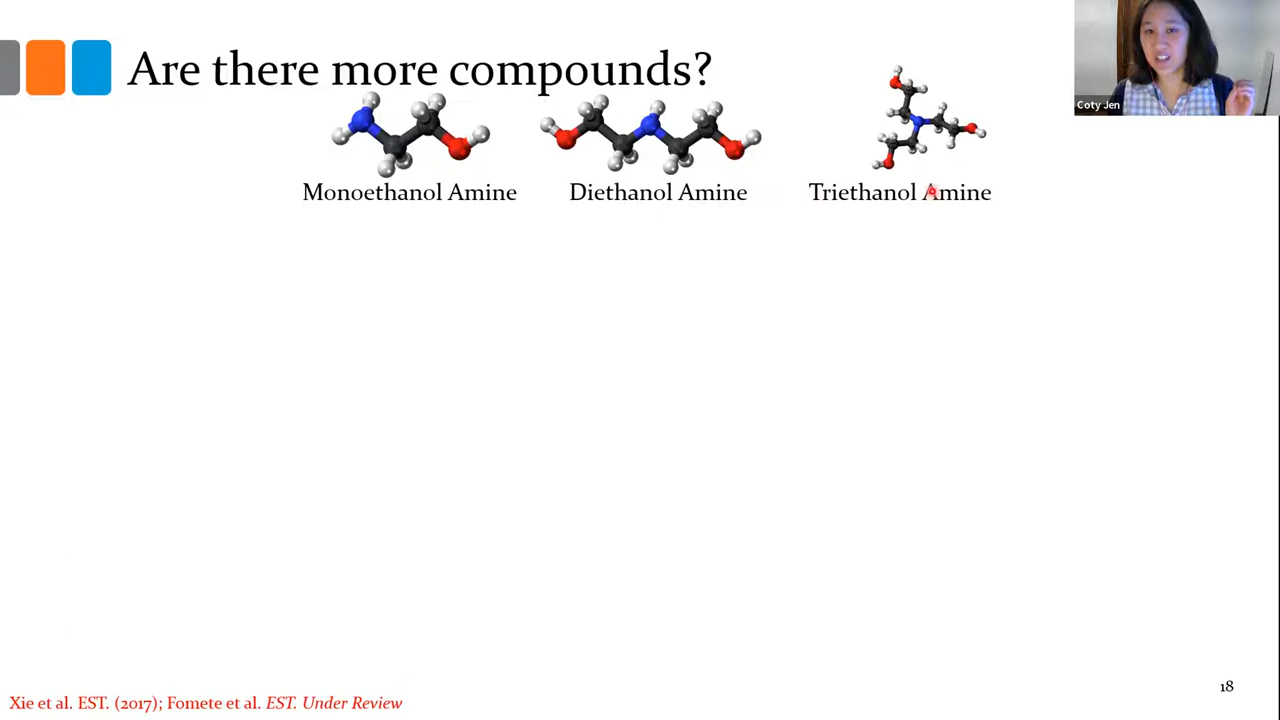 Are there more compounds?
Coty Jen
Monoethanol Amine
Diethanol Amine
Triethanol Amine
18
Xie et al. EST. (2017); Fomete et al. EST. Under Review